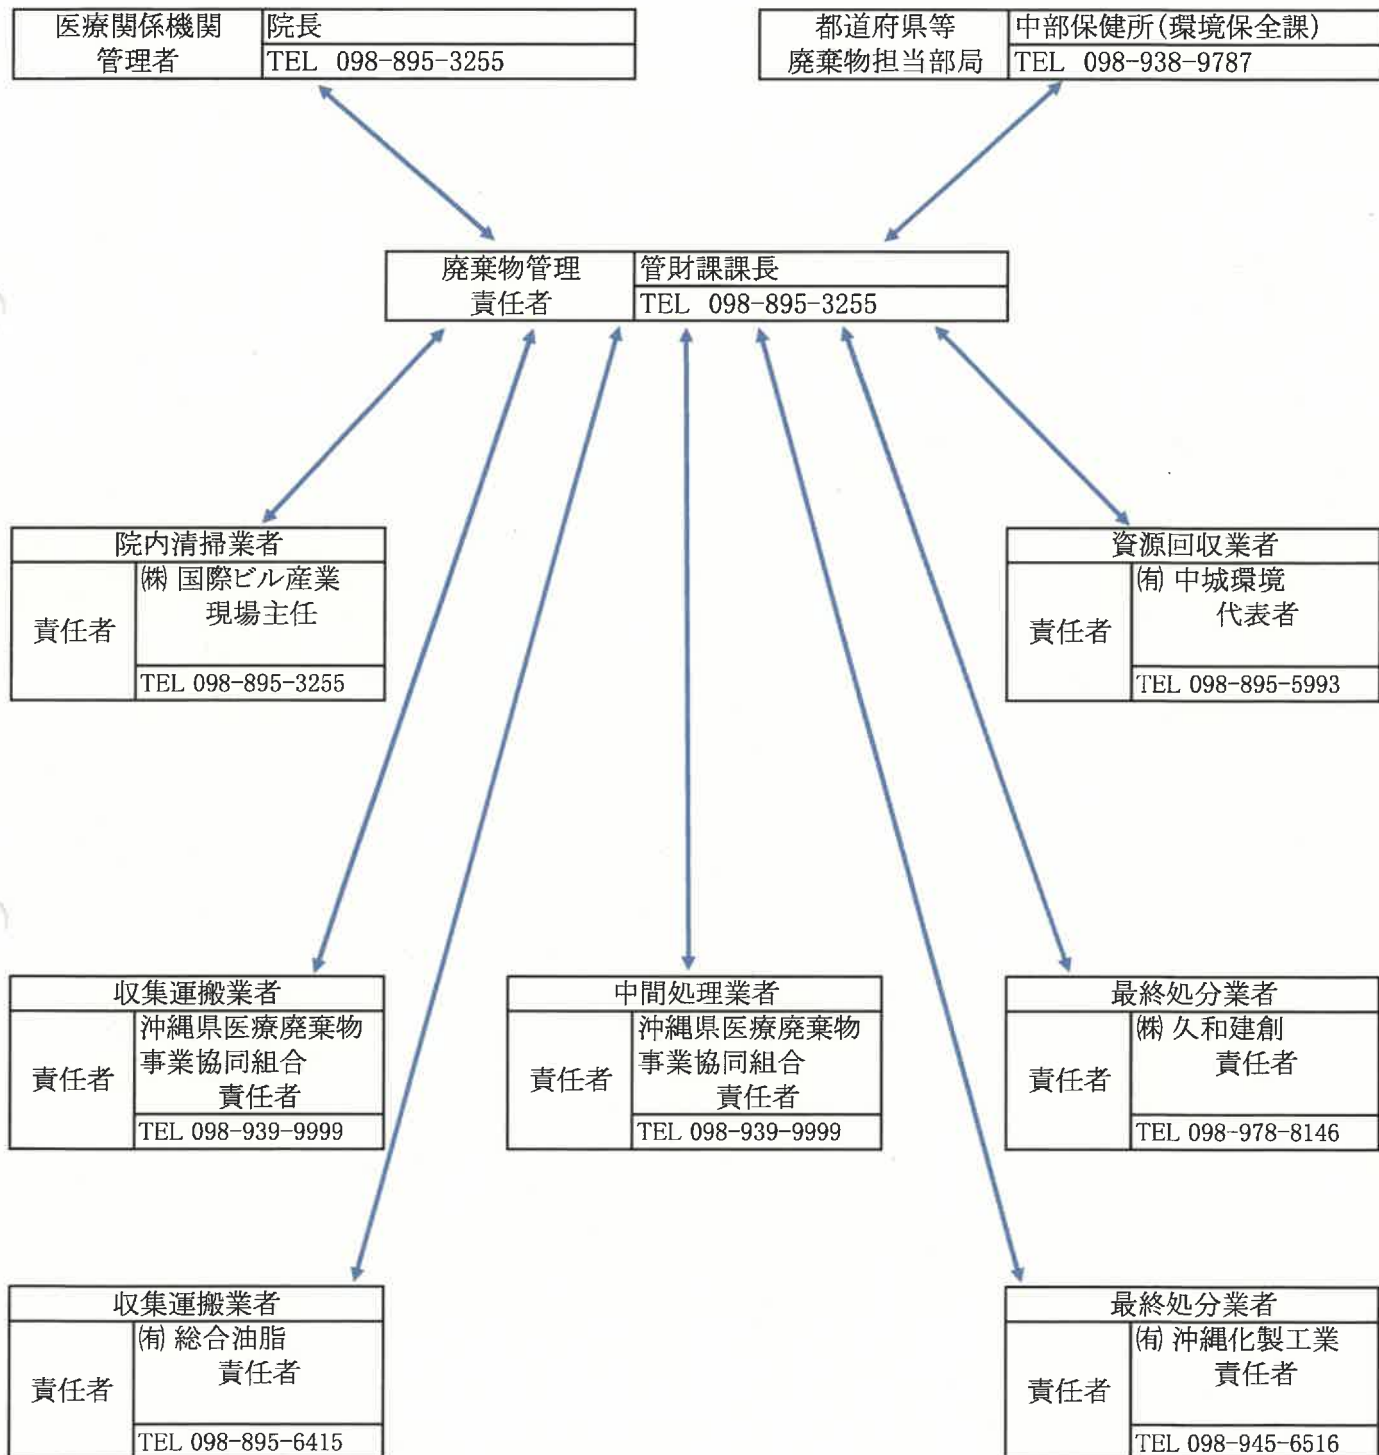 医療関係機関
管理者
院長
TEL 098-895-3255
都道府県等
廃棄物担当部局
中部保健所(環境保全課)
TEL 098-938-9787
廃棄物管理
責任者
管財課課長
TEL 098-895-3255
院内清掃業者
責任者
㈱ 国際ビル産業
現場主任
TEL 098-895-3255
資源回収業者
責任者
㈲ 中城環境
代表者
TEL 098-895-5993
収集運搬業者
責任者
沖縄県医療廃棄物
事業協同組合
責任者
TEL 098-939-9999
中間処理業者
責任者
沖縄県医療廃棄物
事業協同組合
責任者
TEL 098-939-9999
最終処分業者
責任者
㈱ 久和建創
責任者
TEL 098-978-8146
収集運搬業者
責任者
㈲ 総合油脂
責任者
TEL 098-895-6415
最終処分業者
責任者
㈲ 沖縄化製工業
責任者
TEL 098-945-6516